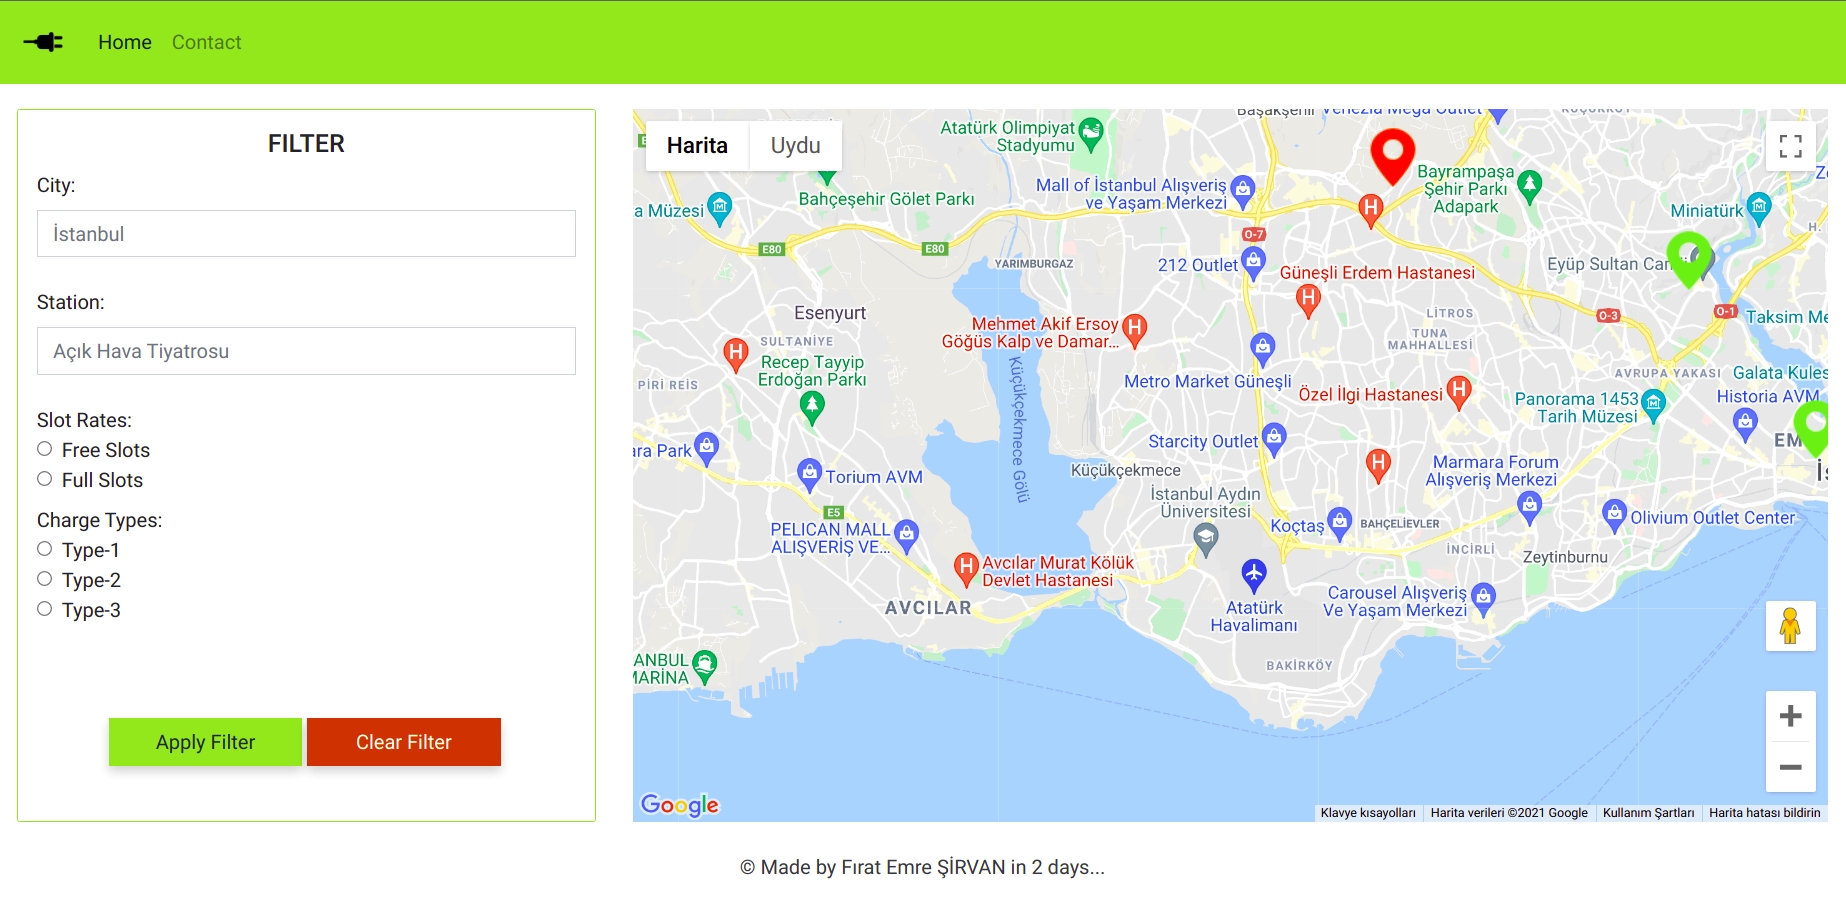 Home
Contact
FILTER
City:
İstanbul
Station:
Açık Hava Tiyatrosu
Slot Rates:
Free Slots
Full Slots
Charge Types:
Type-1
Type-2
Type-3
Apply Filter
Clear Filter
Harita
Uydu
Atatürk Olimpiyat
Stadyumu
Başakşehir
Venezia Mega Outlet
Bayrampaşa
Şehir Parkı
Adapark
Mall of İstanbul Alışveriş
ve Yaşam Merkezi
Bahçeşehir Gölet Parkı
a Müzesi
Miniatürk
H.
O-7
E80
E80
YARIMBURGAZ
212 Outlet
Güneşli Erdem Hastanesi
Eyüp Sultan Cam
Esenyurt
LİTROS
O-3
O-1
Taksim Me
Mehmet Akif Ersoy
Göğüs Kalp ve Damar...
TUNA
MAHALLESİ
SULTANİYE
Recep Tayyip
Erdoğan Parkı
PİRİ REİS
Küçükçekmece Gölü
Metro Market Güneşli
AVRUPA YAKASI
Galata Kules
Özel İlgi Hastanesi
Panorama 1453
Tarih Müzesi
Historia AVM
Starcity Outlet
EM
ara Park
Torium AVM
Küçükçekmece
Marmara Forum
Alışveriş Merkezi
İs
İstanbul Aydın
Üniversitesi
E5
PELICAN MALL
ALIŞVERİŞ VE...
Koçtaş
BAHÇELİEVLER
Olivium Outlet Center
İNCİRLİ
Zeytinburnu
Avcılar Murat Kölük
Devlet Hastanesi
AVCILAR
Atatürk
Havalimanı
Carousel Alışveriş
Ve Yaşam Merkezi
ANBUL
MARİNA
BAKIRKÖY
Google
Klavye kısayolları
Harita verileri ©2021 Google
Kullanım Şartları
Harita hatası bildirin
© Made by Fırat Emre ŞİRVAN in 2 days...